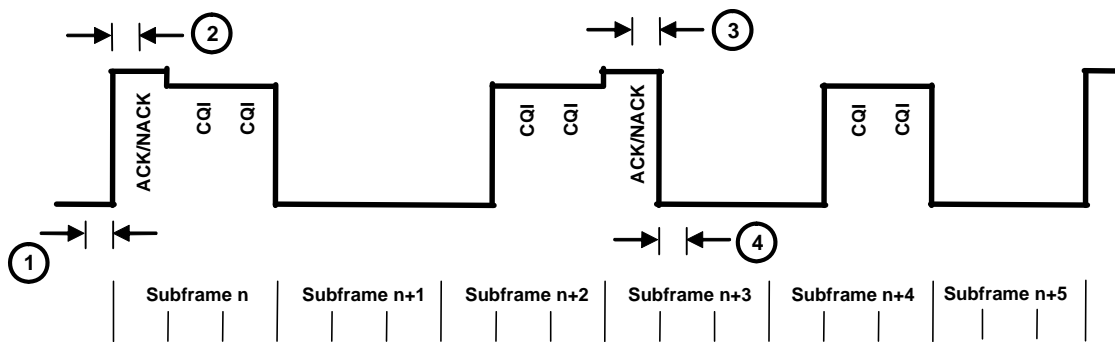 2
3
ACK/NACK
CQI
CQI
CQI
CQI
ACK/NACK
CQI
CQI
1
4
Subframe n
Subframe n+1
Subframe n+2
Subframe n+3
Subframe n+4
Subframe n+5